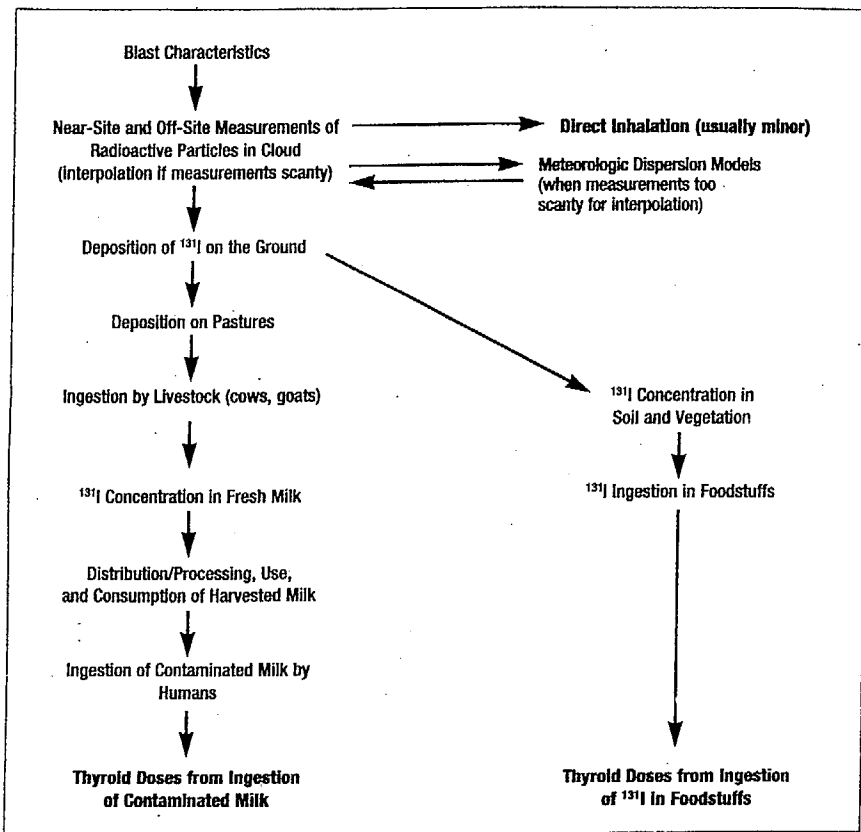 Blast Characteristics
Near-Site and Off-Site Measurements of
Radioactive Particles in Cloud
(interpolation if measurements scanty)
Direct Inhalation (usually minor)
Meteorologic Dispersion Models
(when measurements too
scanty for interpolation)
Deposition of ¹³¹I on the Ground
Deposition on Pastures
Ingestion by Livestock (cows, goats)
¹³¹I Concentration in Fresh Milk
Distribution/Processing, Use,
and Consumption of Harvested Milk
Ingestion of Contaminated Milk by
Humans
Thyroid Doses from Ingestion
of Contaminated Milk
¹³¹I Concentration in
Soil and Vegetation
¹³¹I Ingestion in Foodstuffs
Thyroid Doses from Ingestion
of ¹³¹I in Foodstuffs